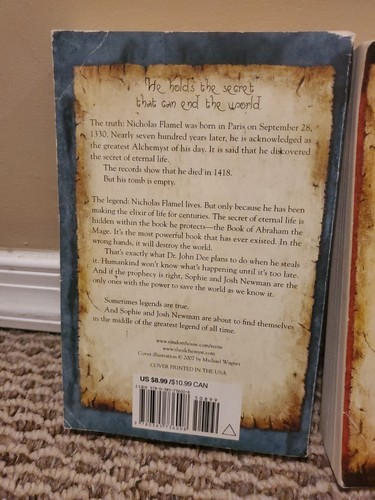 He holds the secret
that can end the world
The truth: Nicholas Flamel was born in Paris on September 28,
1330. Nearly seven hundred years later, he is acknowledged as
the greatest Alchemyst of his day. It is said that he discovered
the secret of eternal life.
The records show that he died in 1418.
But his tomb is empty.
The legend: Nicholas Flamel lives. But only because he has been
making the elixir of life for centuries. The secret of eternal life is
hidden within the book he protects—the Book of Abraham the
Mage. It's the most powerful book that has ever existed. In the
wrong hands, it will destroy the world.
That's exactly what Dr. John Dee plans to do when he steals
it. Humankind won't know what's happening until it's too late.
And if the prophecy is right, Sophie and Josh Newman are the
only ones with the power to save the world as we know it.
Sometimes legends are true.
And Sophie and Josh Newman are about to find themselves
in the middle of the greatest legend of all time.
www.randomhouse.com/teens
www.thealchemyst.com
Cover illustration © 2007 by Michael Wagner
COVER PRINTED IN THE USA
US $8.99 / $10.99 CAN
50899